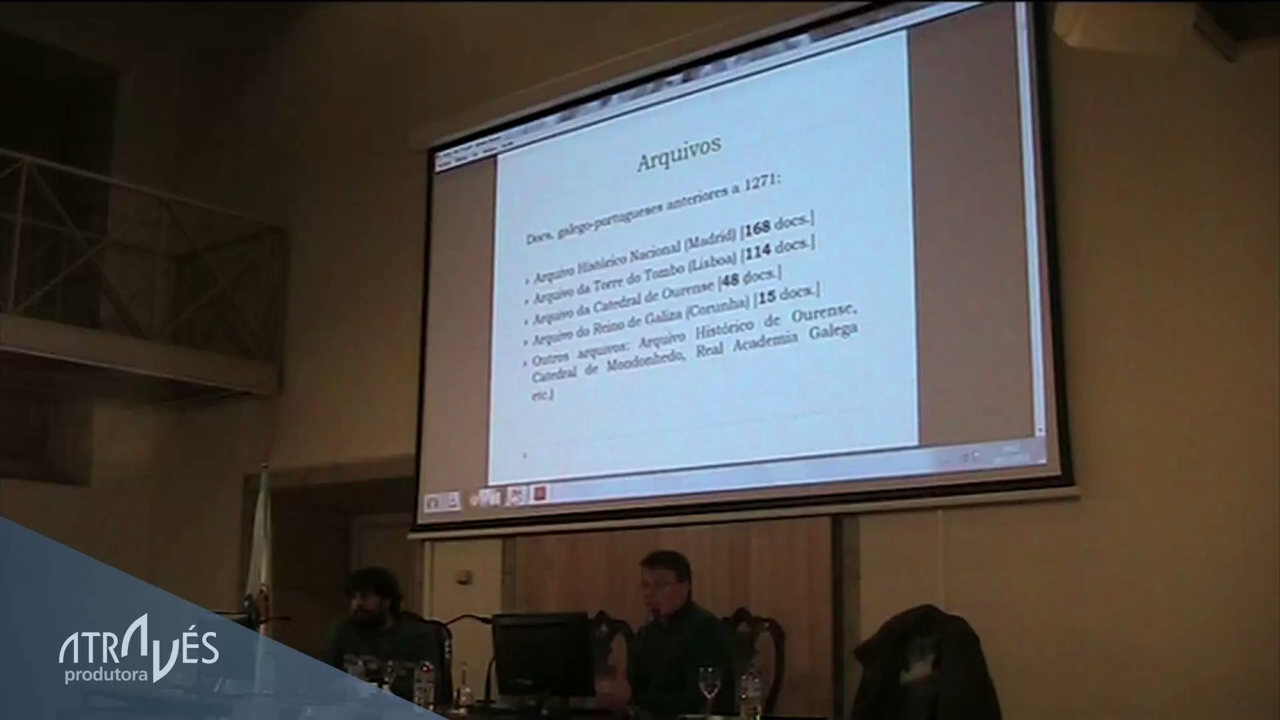 Arquivos
Docs. galego-portugueses anteriores a 1271:
Arquivo Histórico Nacional (Madrid) [168 docs.]
Arquivo da Torre do Tombo (Lisboa) [114 docs.]
Arquivo da Catedral de Ourense [48 docs.]
Arquivo do Reino de Galiza (Corunha) [15 docs.]
Outros arquivos: Arquivo Histórico de Ourense,
Catedral de Mondonhedo, Real Academia Galega
etc.]
ATRAVÉS
produtora